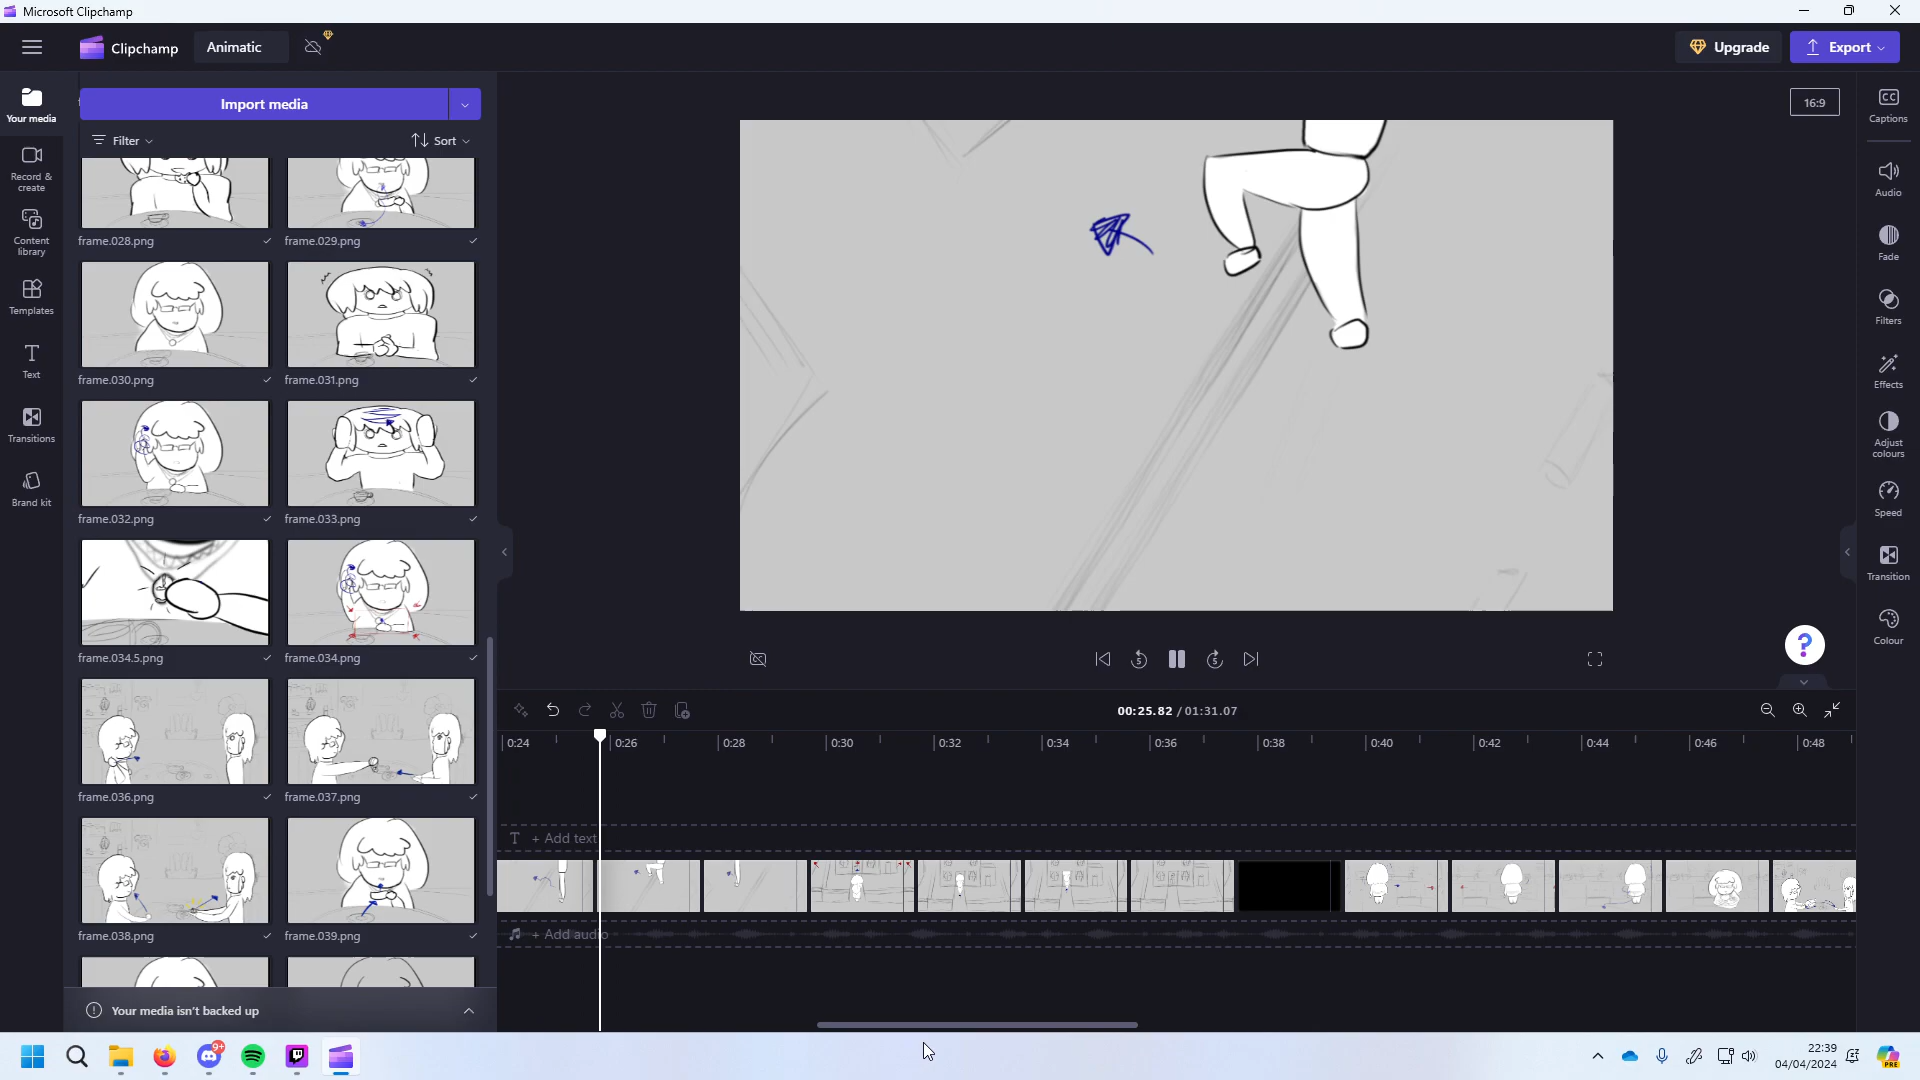 Microsoft Clipchamp
Clipchamp
Animatic
Upgrade
Export
Your media
Record &
create
Content
library
Templates
Text
Transitions
Brand kit
Import media
Filter
Sort
frame.028.png
frame.029.png
frame.030.png
frame.031.png
frame.032.png
frame.033.png
frame.034.5.png
frame.034.png
frame.036.png
frame.037.png
frame.038.png
frame.039.png
Your media isn't backed up
16:9
5
5
?
CC
Captions
Audio
Fade
Filters
Effects
Adjust
colours
Speed
Transition
Colour
00:25.82 / 01:31.07
0:24
0:26
0:28
0:30
0:32
0:34
0:36
0:38
0:40
0:42
0:44
0:46
0:48
T + Add text
+ Add audio
9+
22:39
04/04/2024
PRE